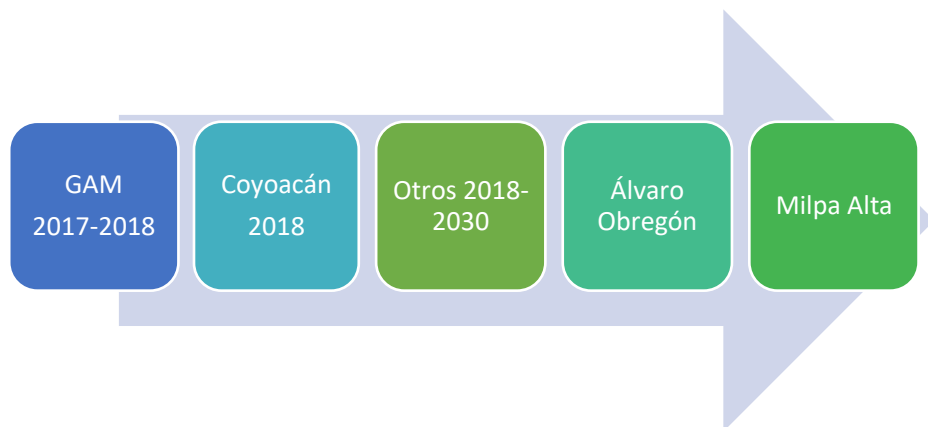 GAM
2017-2018
Coyoacán
2018
Otros 2018-
2030
Álvaro
Obregón
Milpa Alta